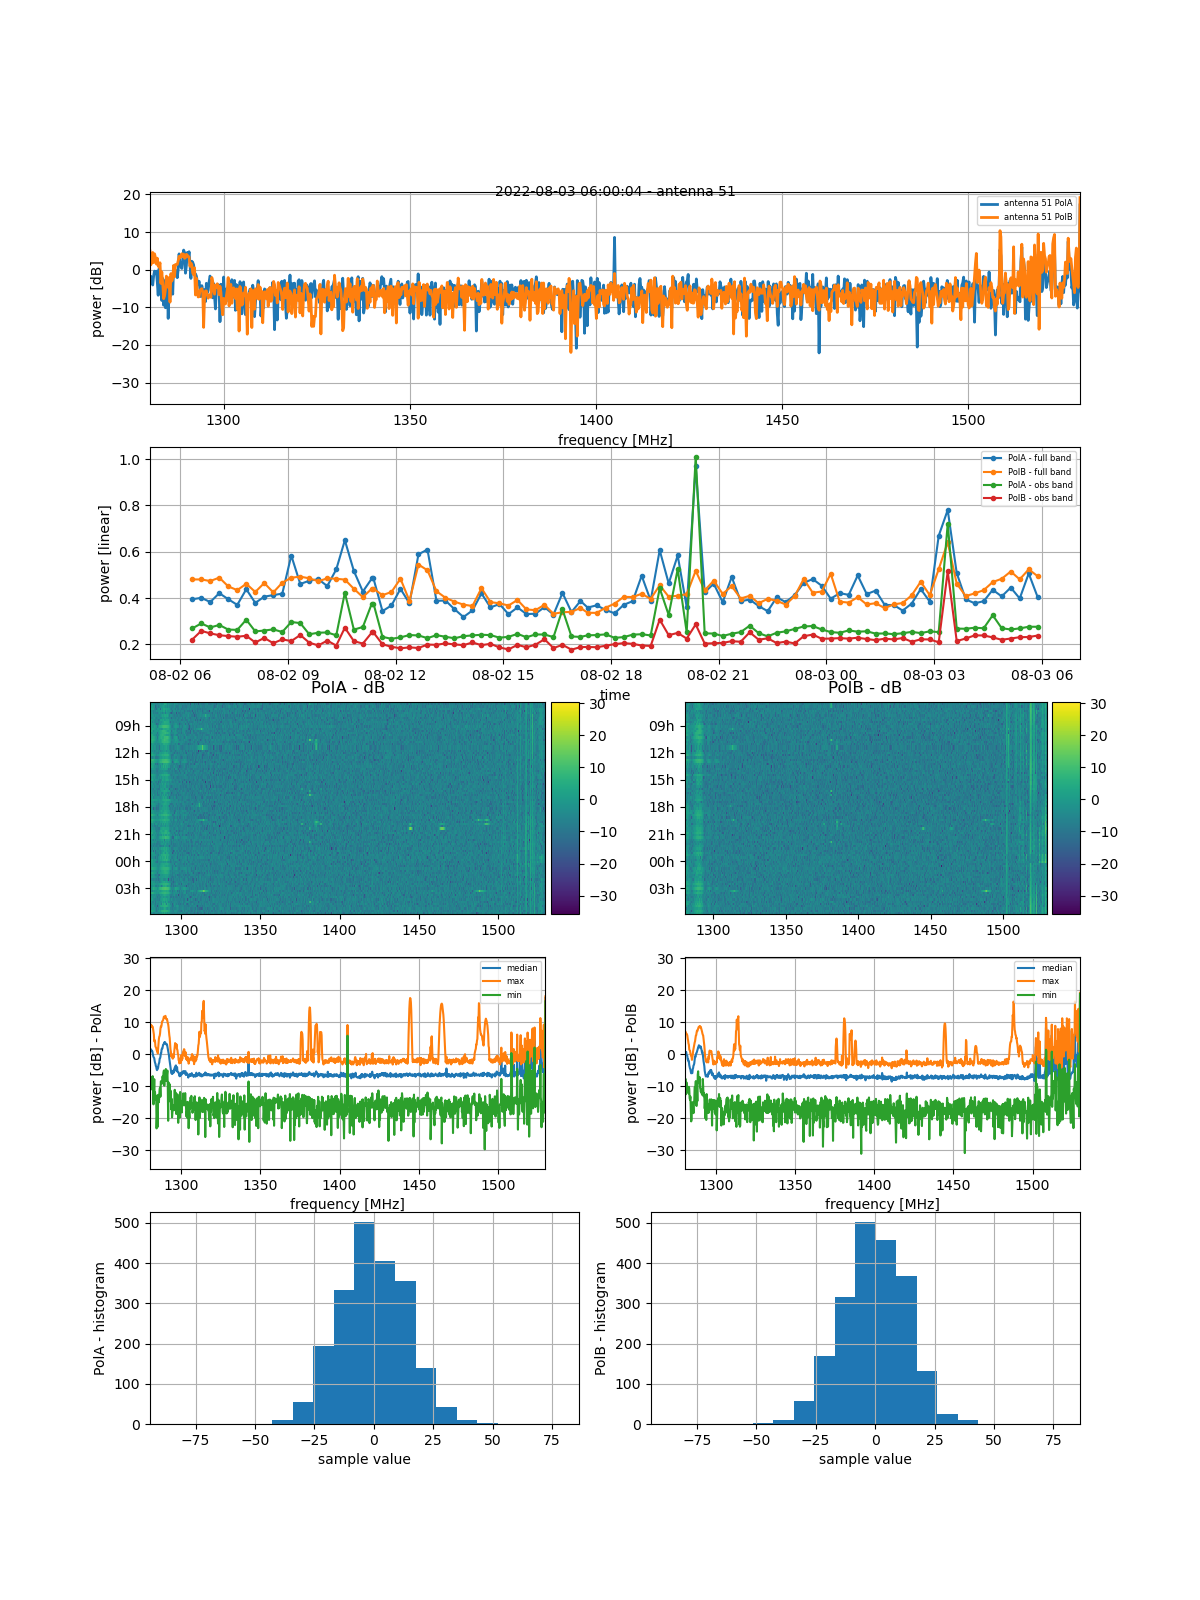 2022-08-03 06:00:04 - antenna 51
20
10
0
−10
−20
−30
power [dB]
antenna 51 PolA
antenna 51 PolB
1300 1350 1400 1450 1500
frequency [MHz]
1.0
0.8
0.6
0.4
0.2
power [linear]
PolA - full band
PolB - full band
PolA - obs band
PolB - obs band
08-02 06 08-02 09 08-02 12 08-02 15 08-02 18 08-02 21 08-03 00 08-03 03 08-03 06
time
PolA - dB
09h
12h
15h
18h
21h
00h
03h
1300 1350 1400 1450 1500
30
20
10
0
−10
−20
−30
PolB - dB
09h
12h
15h
18h
21h
00h
03h
1300 1350 1400 1450 1500
30
20
10
0
−10
−20
−30
30
20
10
0
−10
−20
−30
power [dB] - PolA
median
max
min
1300 1350 1400 1450 1500
frequency [MHz]
30
20
10
0
−10
−20
−30
power [dB] - PolB
median
max
min
1300 1350 1400 1450 1500
frequency [MHz]
500
400
300
200
100
0
PolA - histogram
−75 −50 −25 0 25 50 75
sample value
500
400
300
200
100
0
PolB - histogram
−75 −50 −25 0 25 50 75
sample value